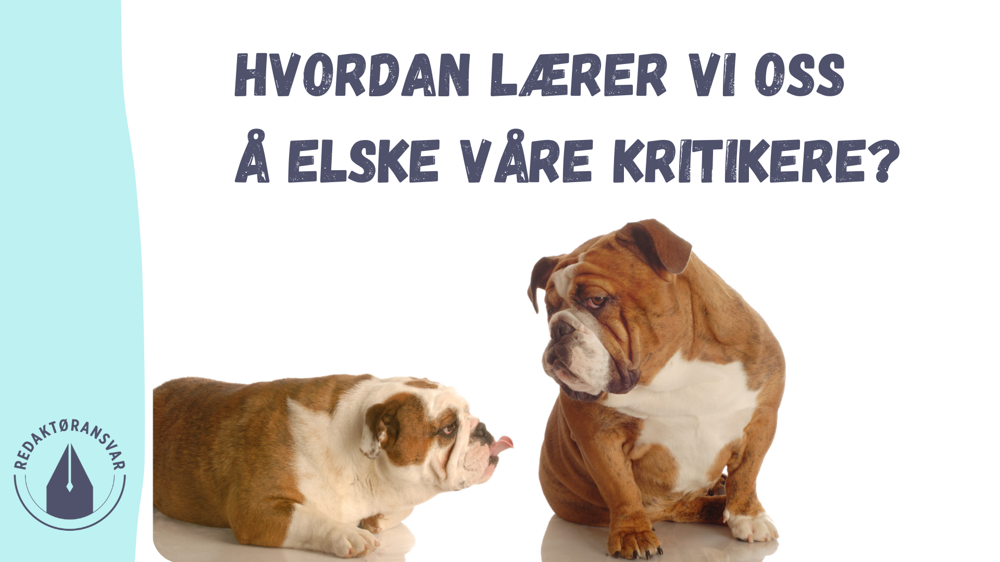 HVORDAN LÆRER VI OSS
Å ELSKE VÅRE KRITIKERE?
REDAKTØRANSVAR